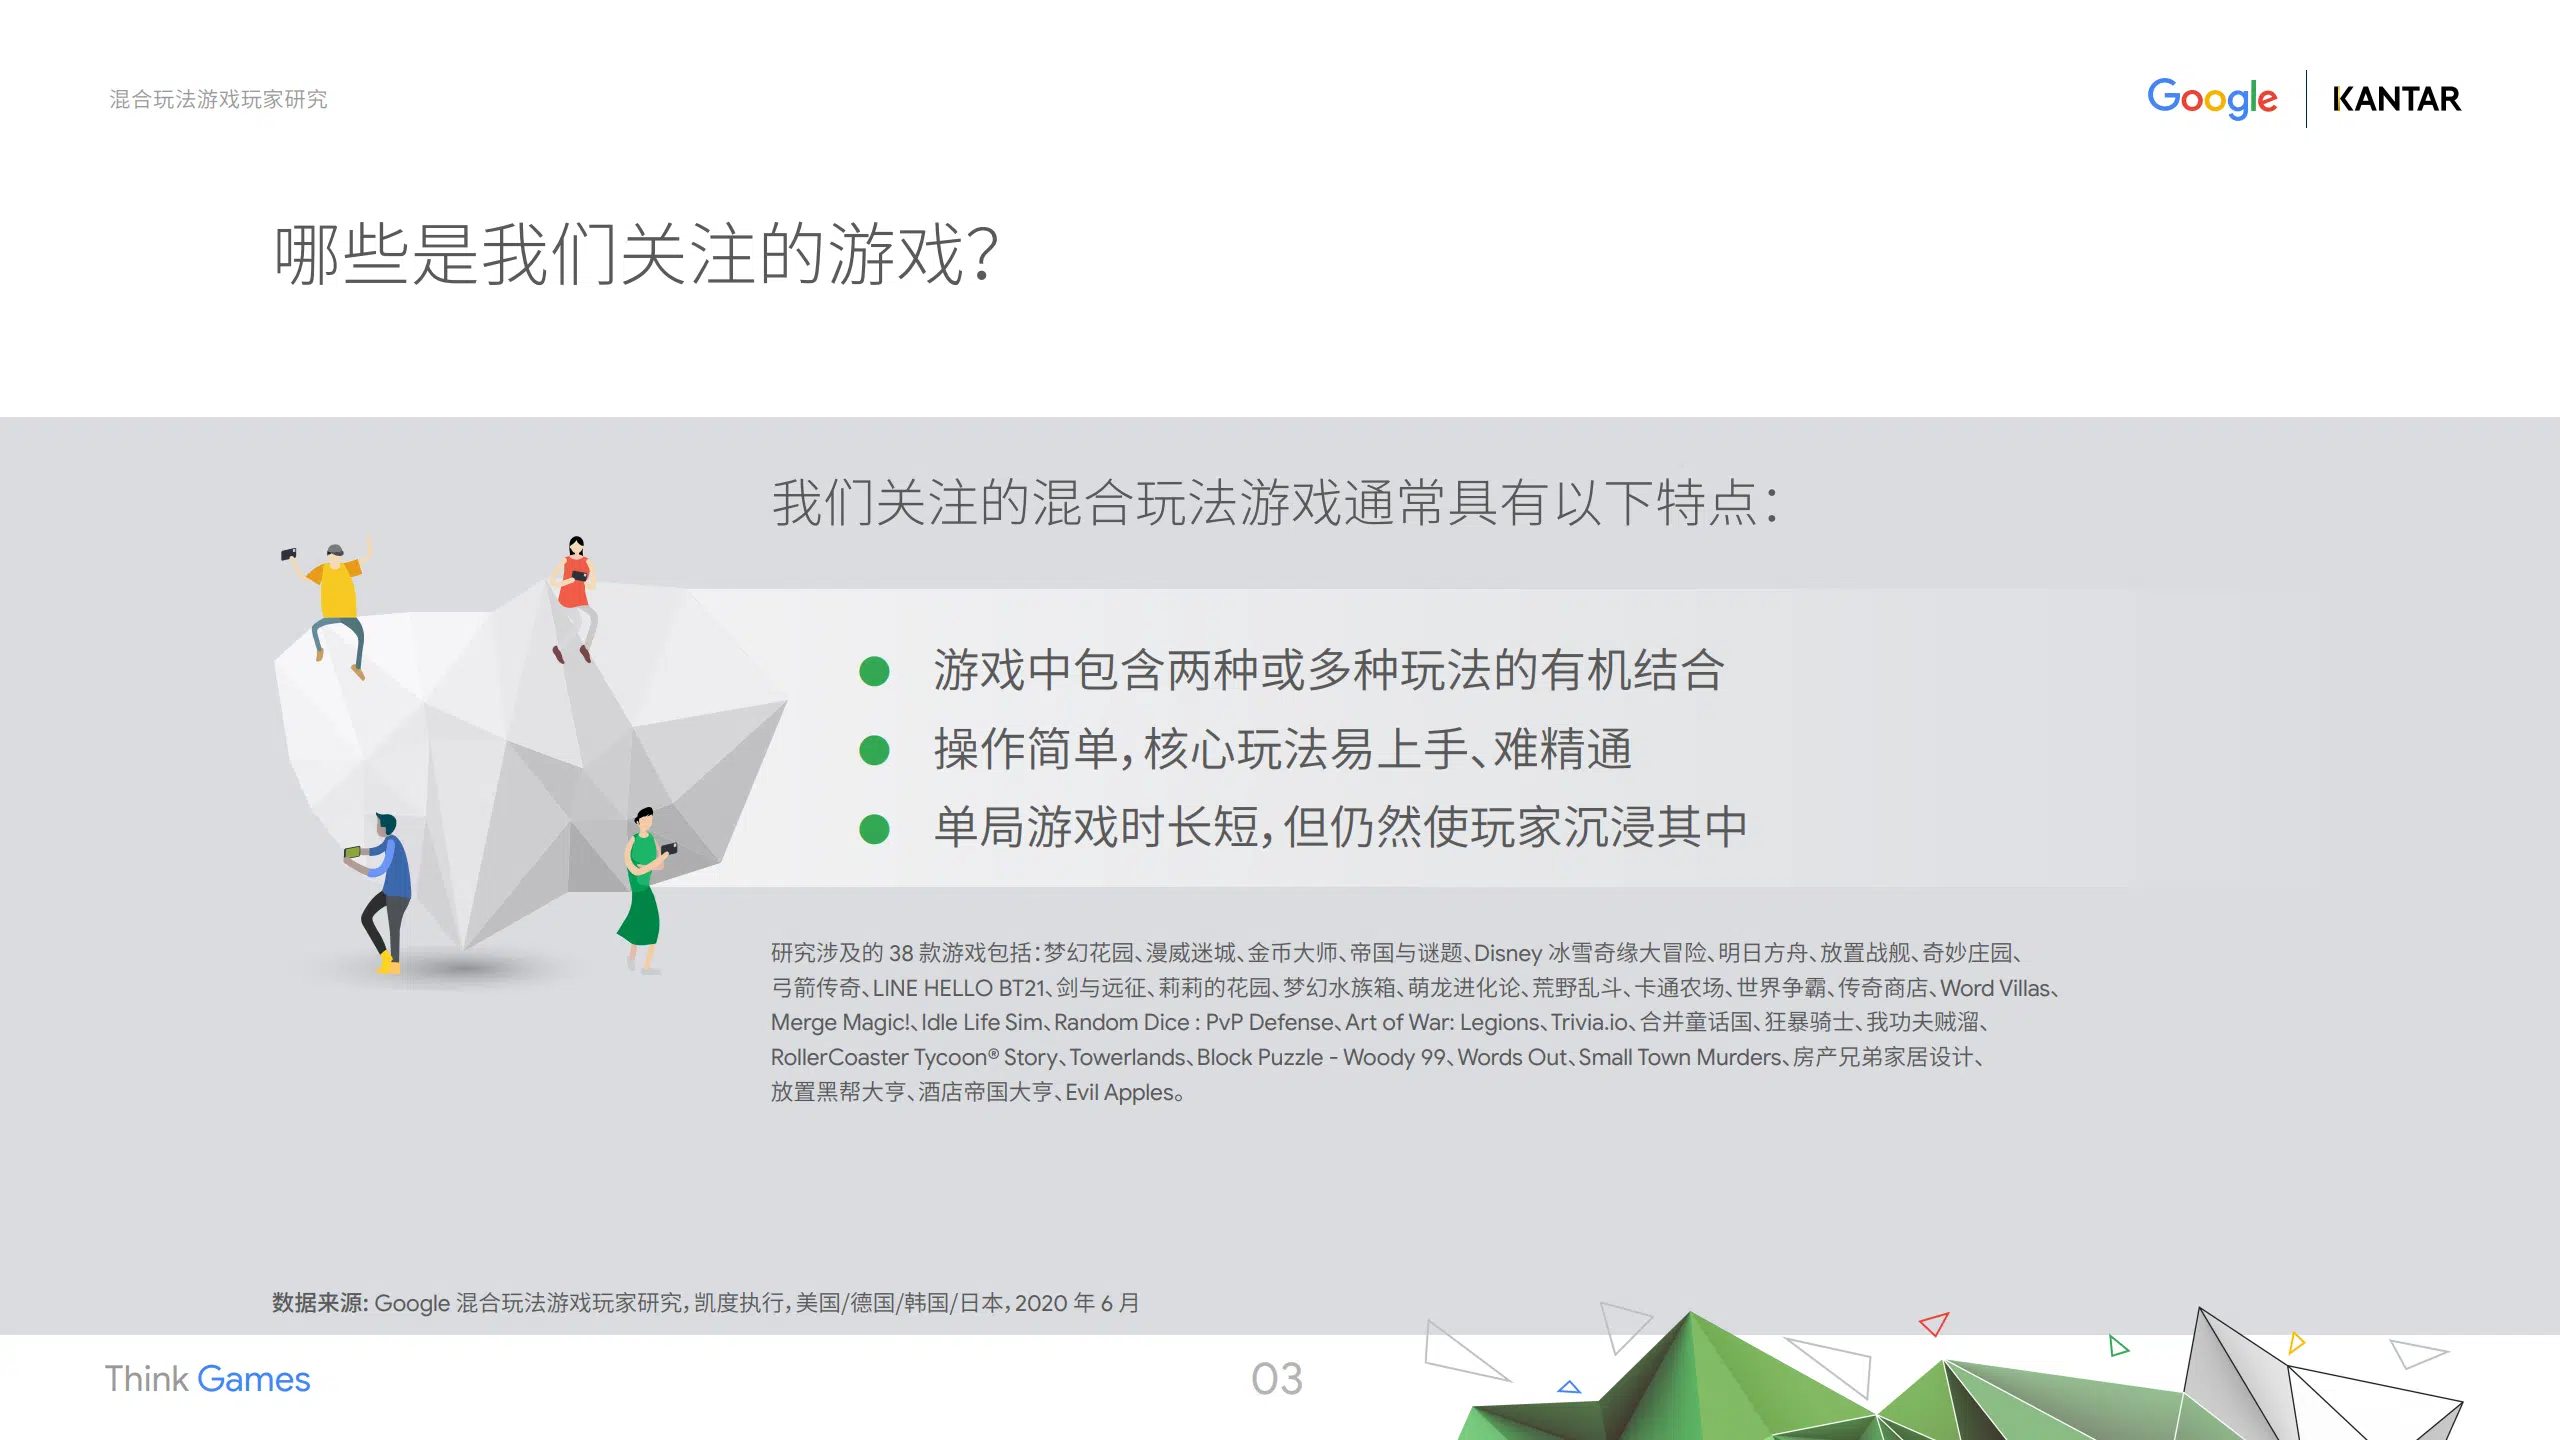 混合玩法游戏玩家研究
Google | KANTAR
哪些是我们关注的游戏？
我们关注的混合玩法游戏通常具有以下特点：
● 游戏中包含两种或多种玩法的有机结合
● 操作简单，核心玩法易上手、难精通
● 单局游戏时长短，但仍然使玩家沉浸其中
研究涉及的 38 款游戏包括：梦幻花园、漫威迷城、金币大师、帝国与谜题、Disney 冰雪奇缘大冒险、明日方舟、放置战舰、奇妙庄园、
弓箭传奇、LINE HELLO BT21、剑与远征、莉莉的花园、梦幻水族箱、萌龙进化论、荒野乱斗、卡通农场、世界争霸、传奇商店、Word Villas、
Merge Magic!、Idle Life Sim、Random Dice : PvP Defense、Art of War: Legions、Trivia.io、合并童话国、狂暴骑士、我功夫贼溜、
RollerCoaster Tycoon® Story、Towerlands、Block Puzzle - Woody 99、Words Out、Small Town Murders、房产兄弟家居设计、
放置黑帮大亨、酒店帝国大亨、Evil Apples。
数据来源: Google 混合玩法游戏玩家研究，凯度执行，美国/德国/韩国/日本，2020 年 6 月
Think Games
03